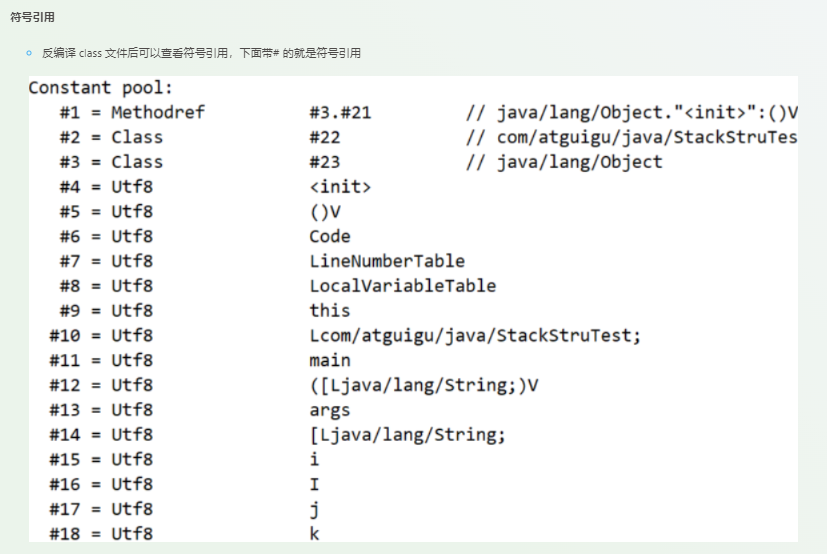 符号引用
反编译 class 文件后可以查看符号引用，下面带# 的就是符号引用
Constant pool:
#1 = Methodref #3.#21 // java/lang/Object."<init>":()V
#2 = Class #22 // com/atguigu/java/StackStruTes
#3 = Class #23 // java/lang/Object
#4 = Utf8 <init>
#5 = Utf8 ()V
#6 = Utf8 Code
#7 = Utf8 LineNumberTable
#8 = Utf8 LocalVariableTable
#9 = Utf8 this
#10 = Utf8 Lcom/atguigu/java/StackStruTest;
#11 = Utf8 main
#12 = Utf8 ([Ljava/lang/String;)V
#13 = Utf8 args
#14 = Utf8 [Ljava/lang/String;
#15 = Utf8 i
#16 = Utf8 I
#17 = Utf8 j
#18 = Utf8 k